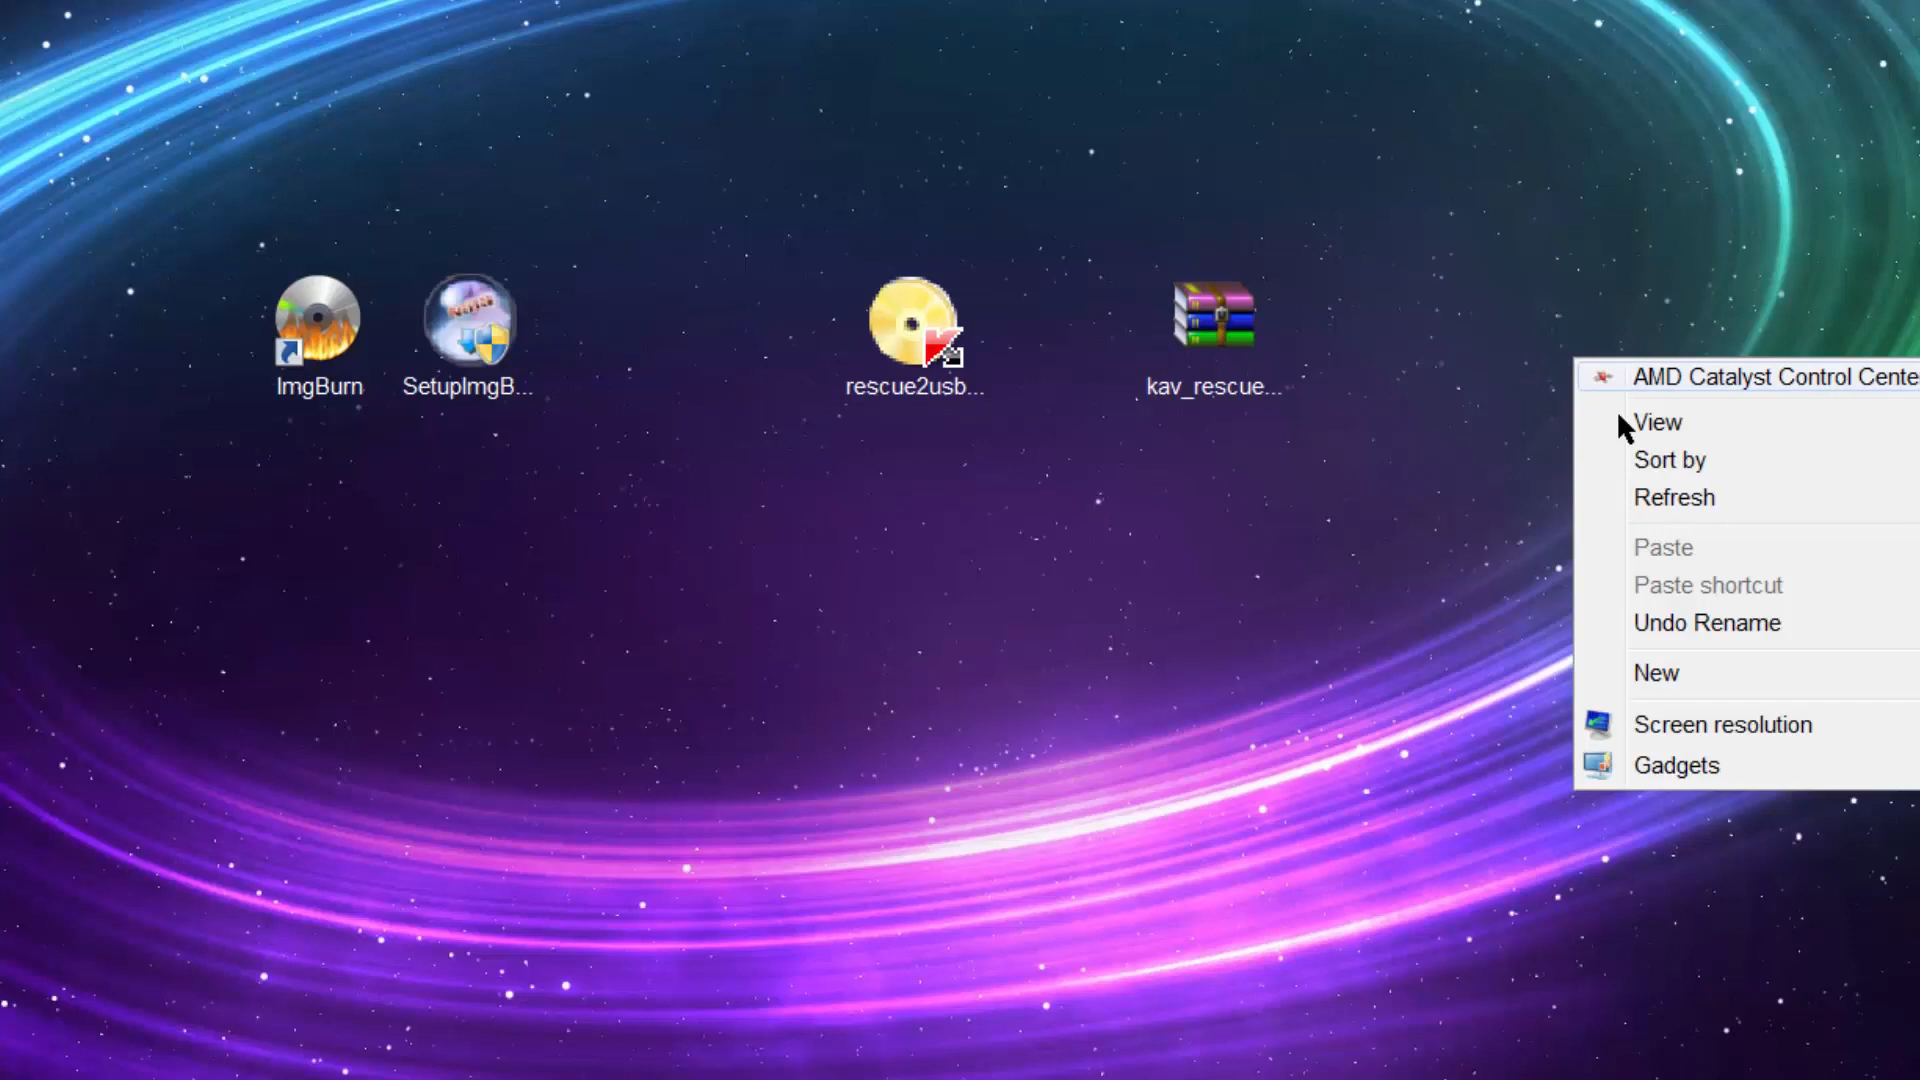 ImgBurn
SetupImgB...
rescue2usb...
kav_rescue...
AMD Catalyst Control Cente
View
Sort by
Refresh
Paste
Paste shortcut
Undo Rename
New
Screen resolution
Gadgets